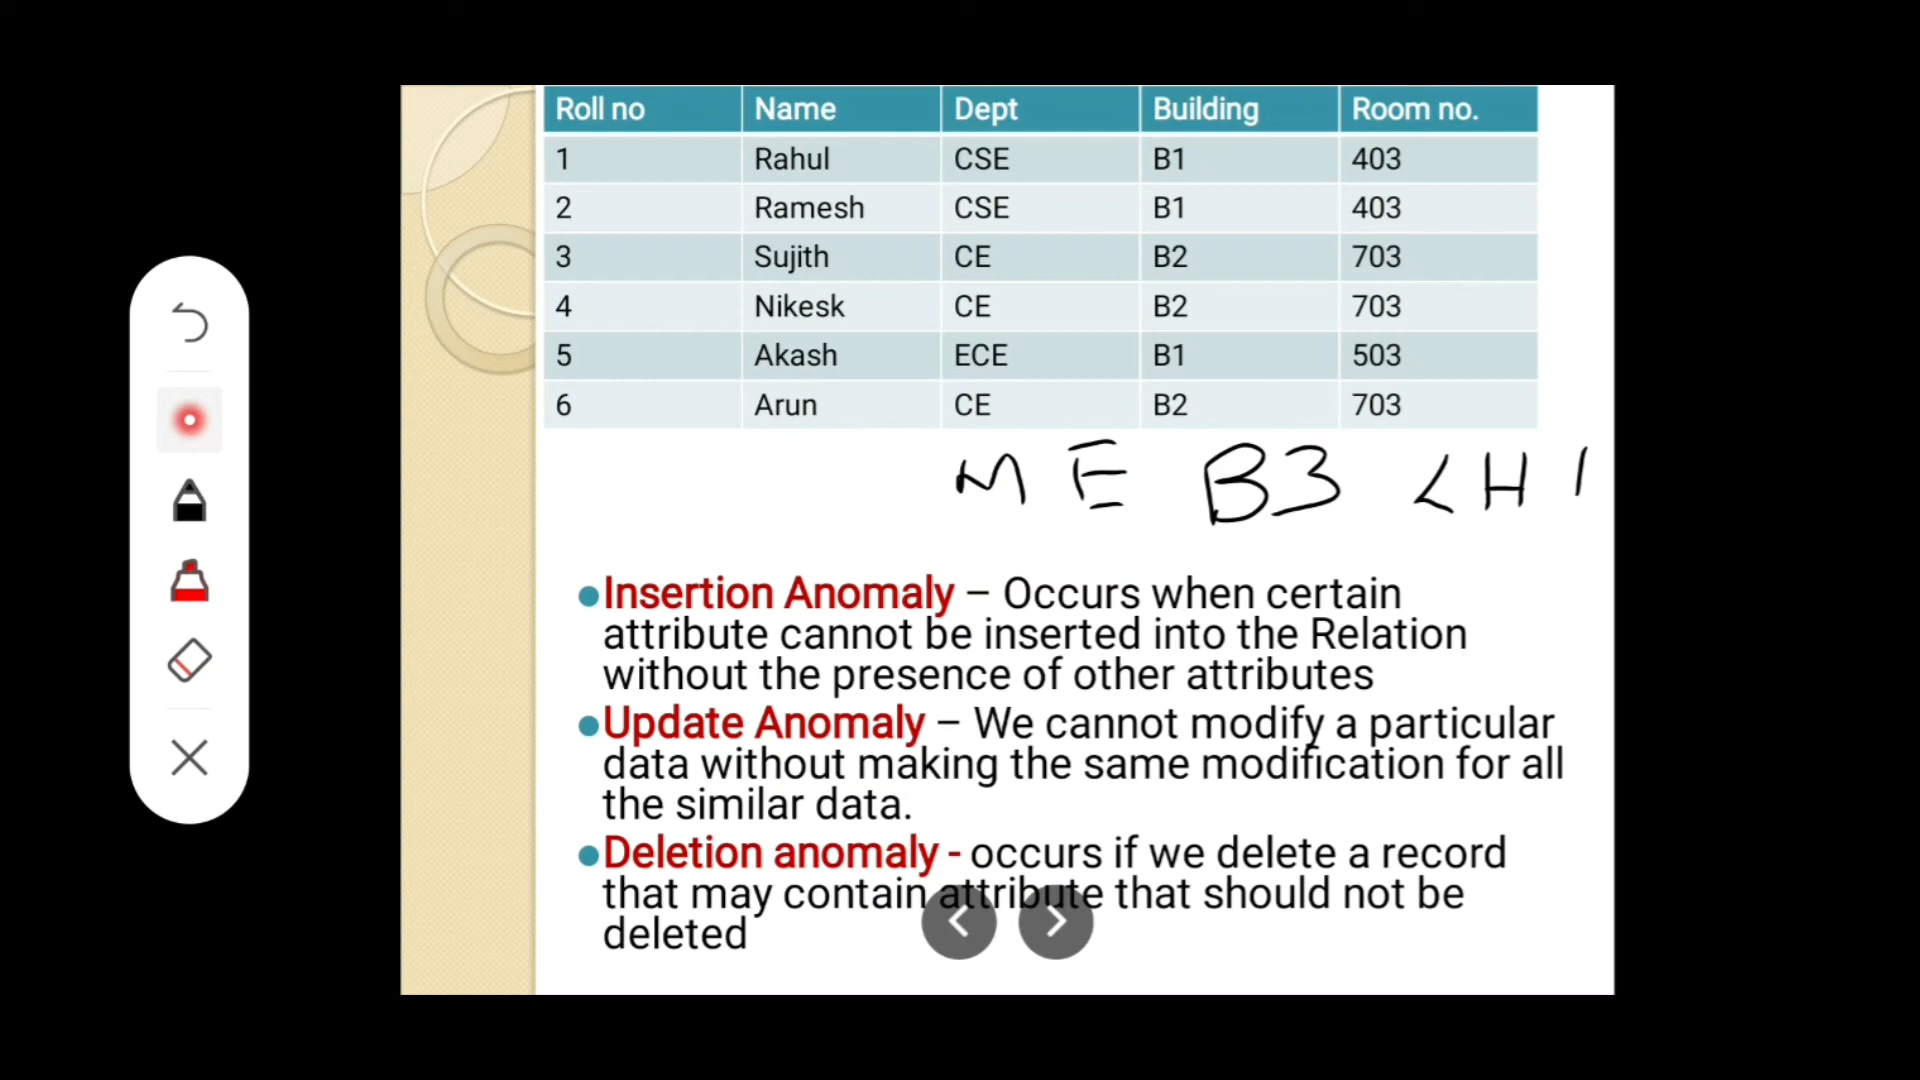 Roll no Name Dept Building Room no.
1 Rahul CSE B1 403
2 Ramesh CSE B1 403
3 Sujith CE B2 703
4 Nikesk CE B2 703
5 Akash ECE B1 503
6 Arun CE B2 703
M E B3 LH 1
•Insertion Anomaly – Occurs when certain
attribute cannot be inserted into the Relation
without the presence of other attributes
•Update Anomaly – We cannot modify a particular
data without making the same modification for all
the similar data.
•Deletion anomaly - occurs if we delete a record
that may contain attribute that should not be
deleted